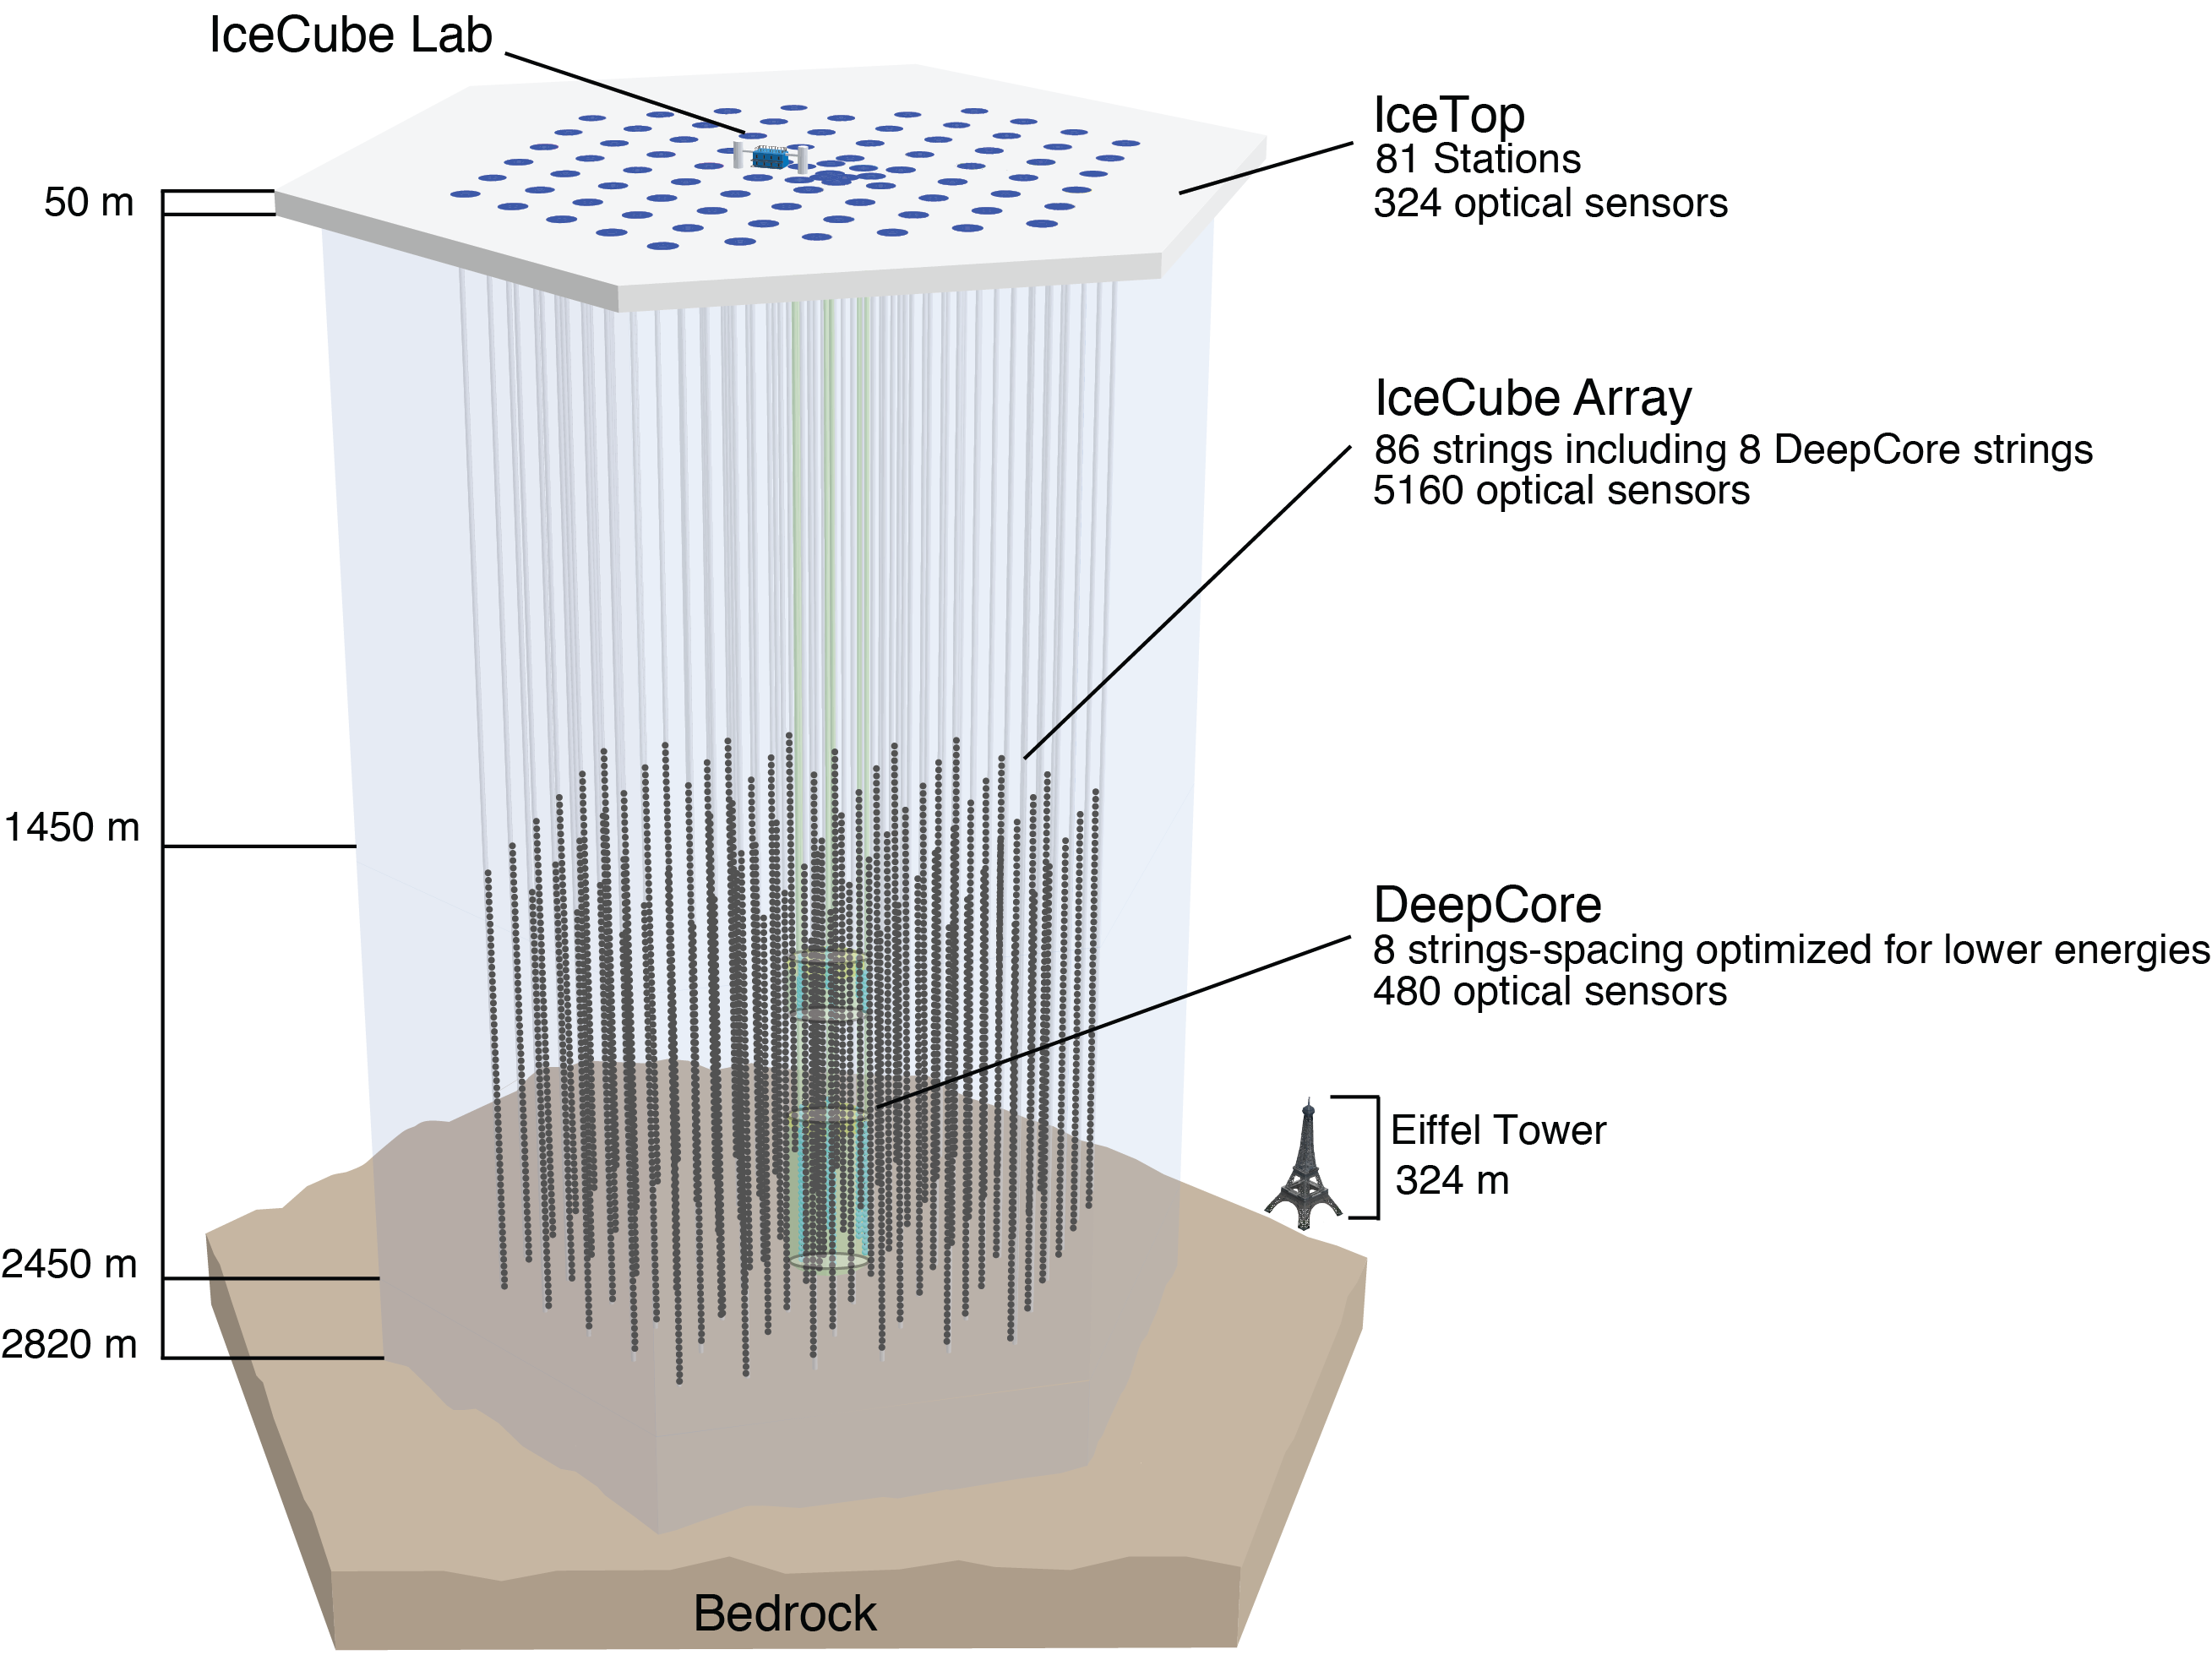 IceCube Lab
IceTop
81 Stations
324 optical sensors
50 m
IceCube Array
86 strings including 8 DeepCore strings
5160 optical sensors
1450 m
DeepCore
8 strings-spacing optimized for lower energies
480 optical sensors
Eiffel Tower
324 m
2450 m
2820 m
Bedrock